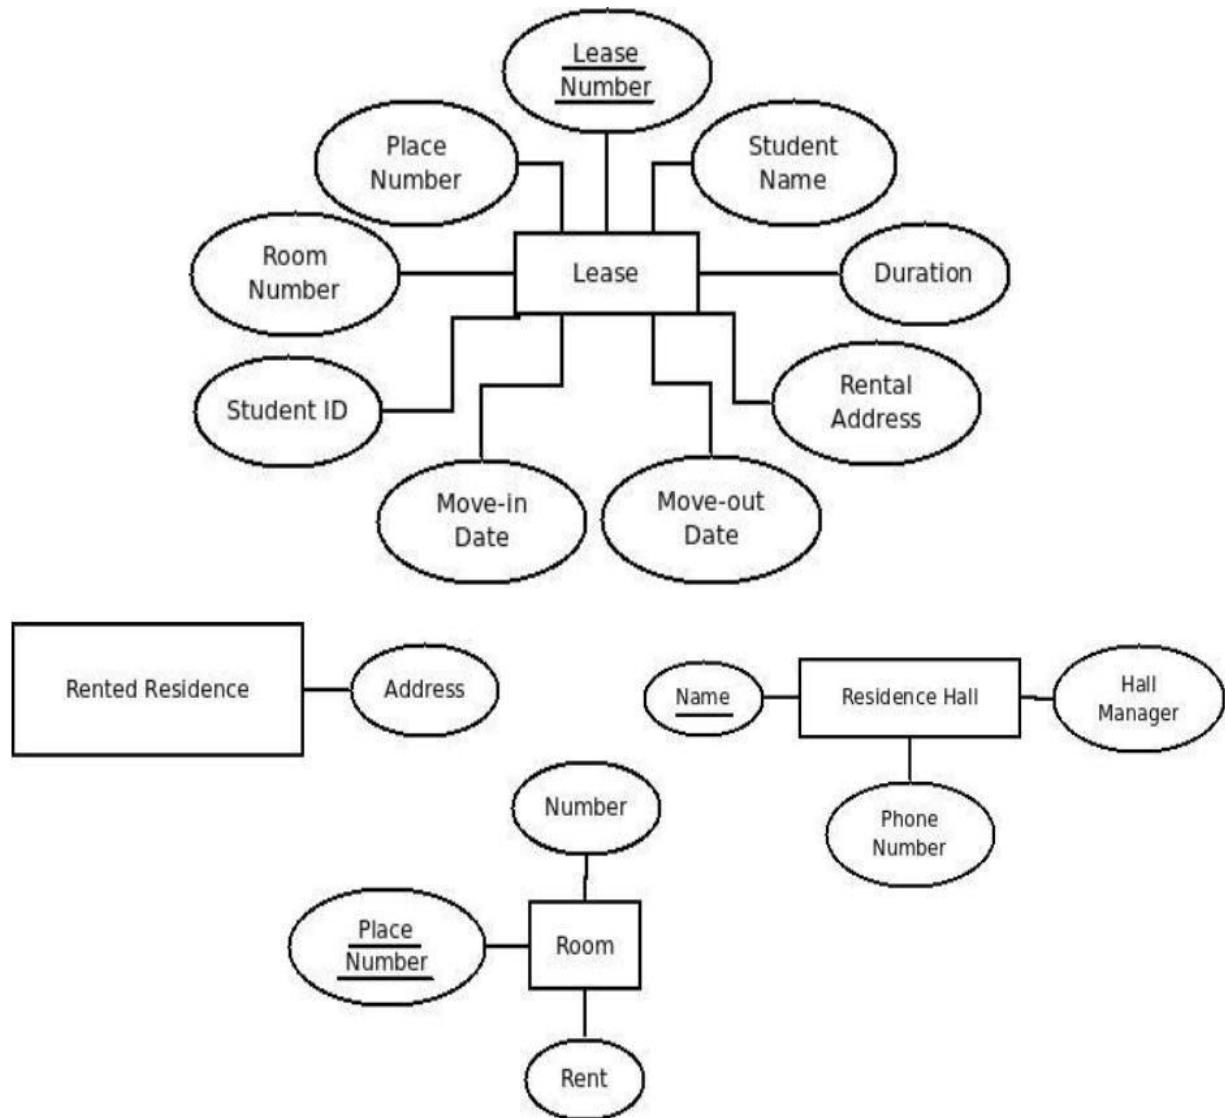 Lease
Number
Place
Number
Student
Name
Room
Number
Lease
Duration
Student ID
Rental
Address
Move-in
Date
Move-out
Date
Rented Residence
Address
Name
Residence Hall
Hall
Manager
Number
Phone
Number
Place
Number
Room
Rent